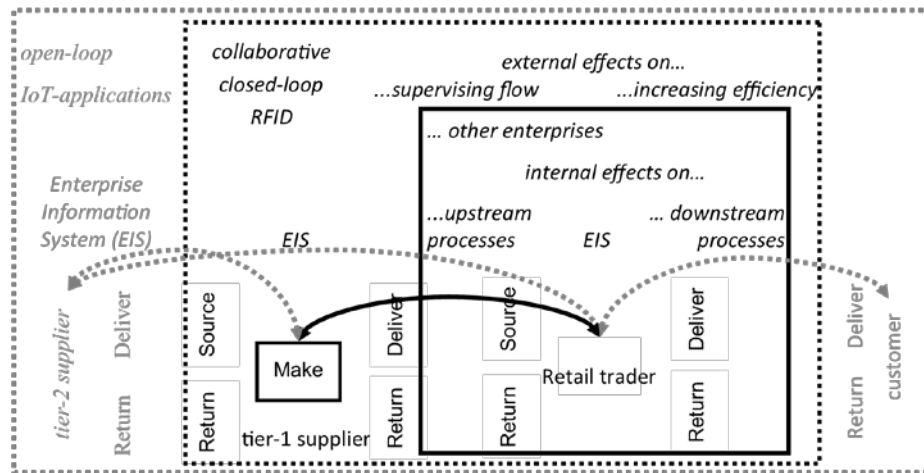 open-loop
IoT-applications
collaborative
closed-loop
RFID
external effects on...
...supervising flow
...increasing efficiency
... other enterprises
internal effects on...
Enterprise
Information
System (EIS)
EIS
...upstream
processes
EIS
... downstream
processes
tier-2 supplier
Deliver
Return
Source
Return
Make
tier-1 supplier
Deliver
Return
Source
Return
Retail trader
Deliver
Return
Deliver
Return
customer